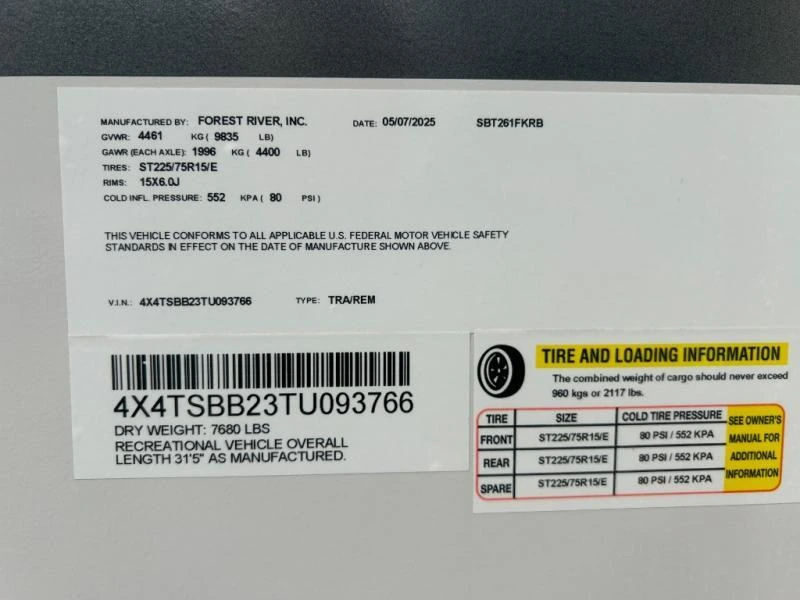 MANUFACTURED BY: FOREST RIVER, INC. DATE: 05/07/2025 SBT261FKRB
GVWR: 4461 KG ( 9835 LB)
GAWR (EACH AXLE): 1996 KG ( 4400 LB)
TIRES: ST225/75R15/E
RIMS: 15X6.0J
COLD INFL. PRESSURE: 552 KPA ( 80 PSI )
THIS VEHICLE CONFORMS TO ALL APPLICABLE U.S. FEDERAL MOTOR VEHICLE SAFETY
STANDARDS IN EFFECT ON THE DATE OF MANUFACTURE SHOWN ABOVE.
V.I.N.: 4X4TSBB23TU093766 TYPE: TRA/REM
4X4TSBB23TU093766
DRY WEIGHT: 7680 LBS
RECREATIONAL VEHICLE OVERALL
LENGTH 31'5" AS MANUFACTURED.
TIRE AND LOADING INFORMATION
The combined weight of cargo should never exceed
960 kgs or 2117 lbs.
TIRE SIZE COLD TIRE PRESSURE
FRONT ST225/75R15/E 80 PSI / 552 KPA
REAR ST225/75R15/E 80 PSI / 552 KPA
SPARE ST225/75R15/E 80 PSI / 552 KPA
SEE OWNER'S
MANUAL FOR
ADDITIONAL
INFORMATION